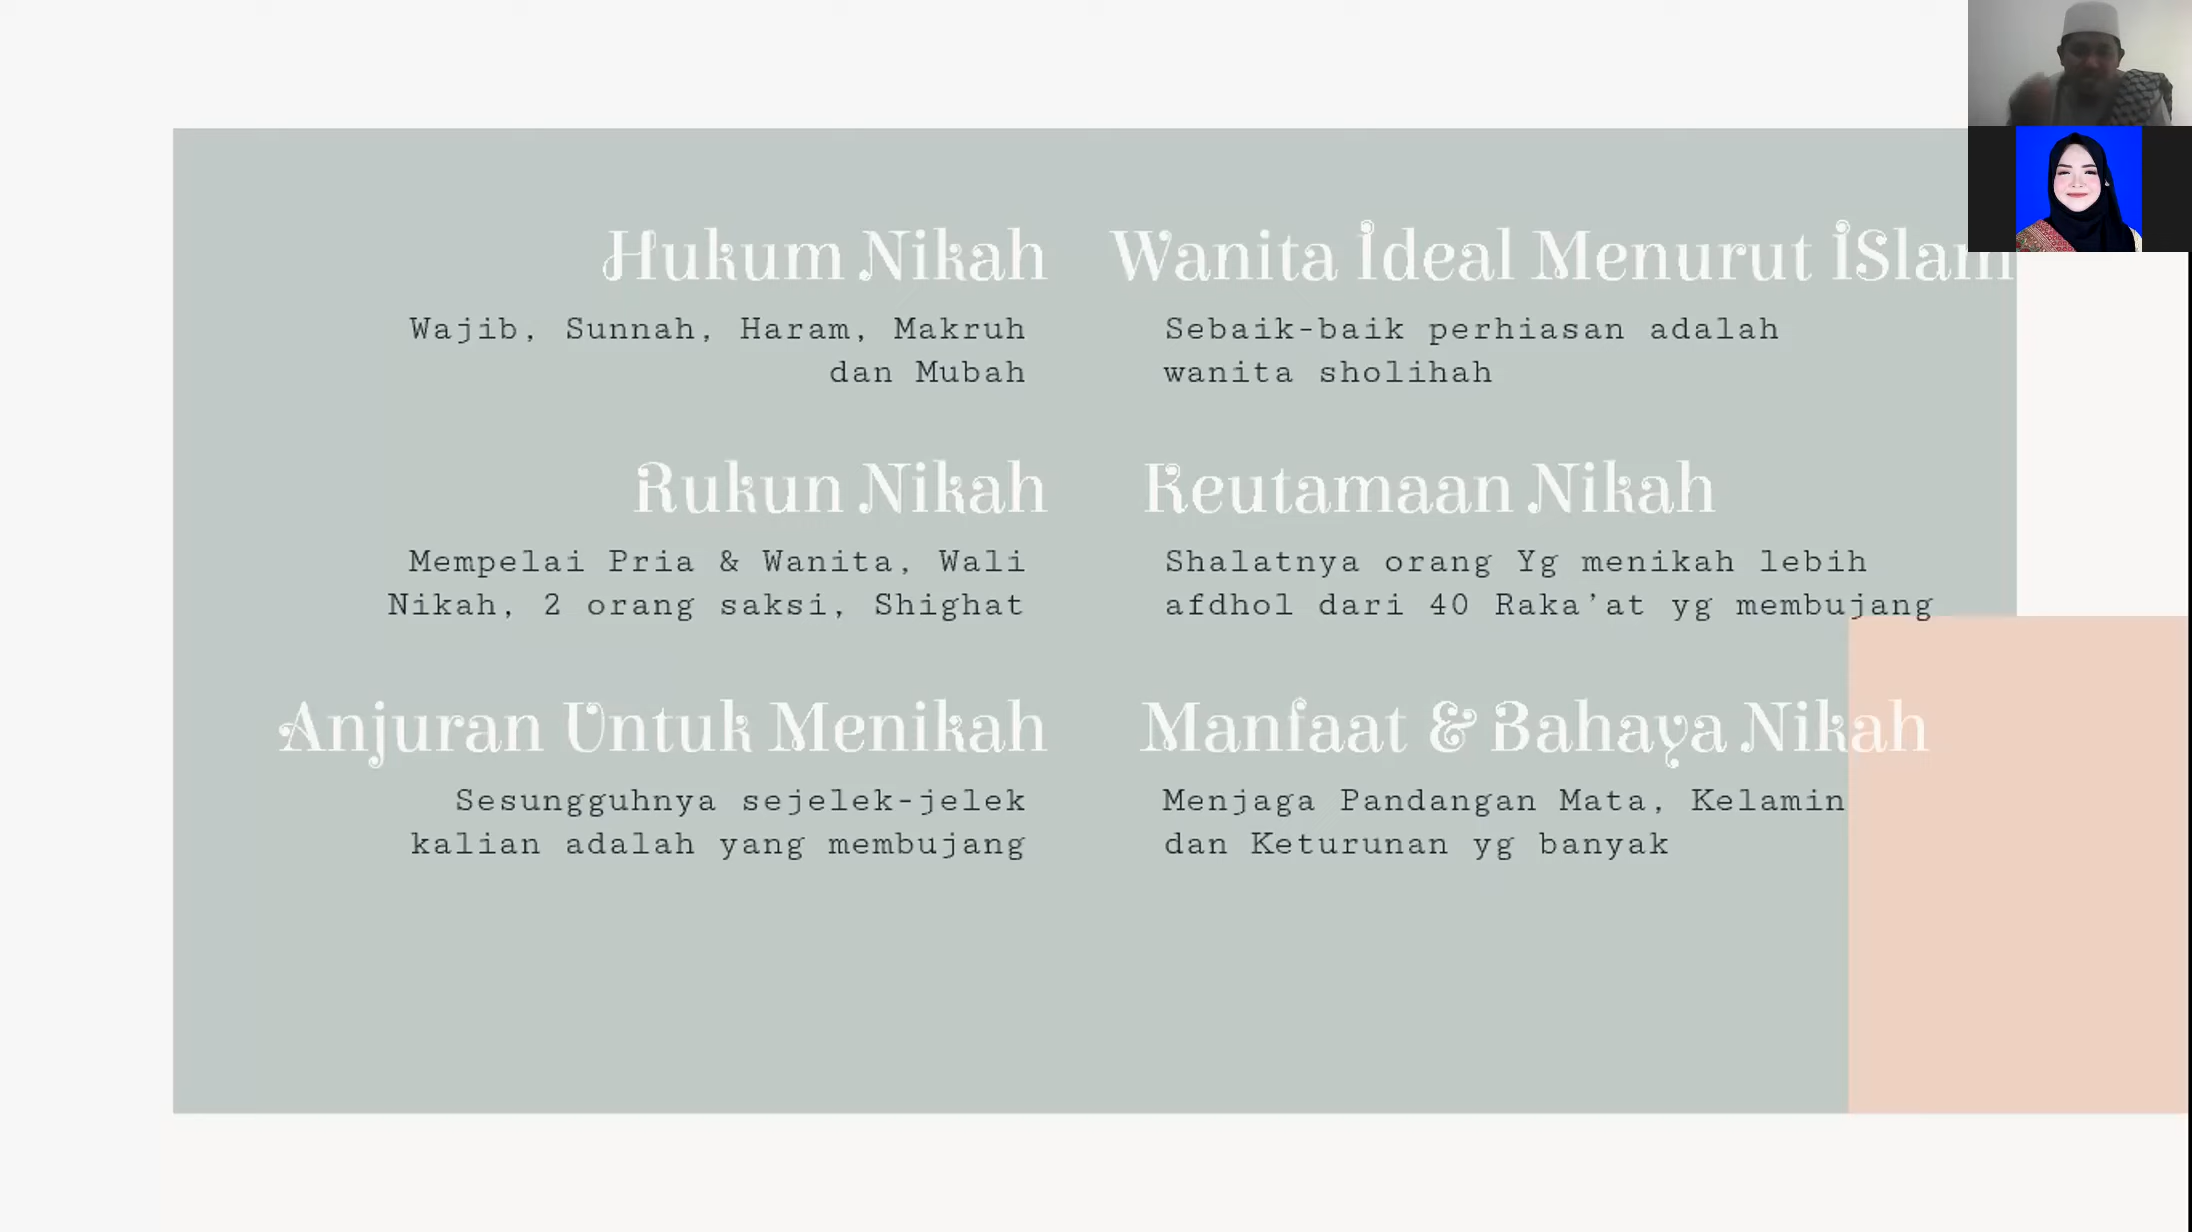 Hukum Nikah
Wajib, Sunnah, Haram, Makruh
dan Mubah
Rukun Nikah
Mempelai Pria & Wanita, Wali
Nikah, 2 orang saksi, Shighat
Anjuran Untuk Menikah
Sesungguhnya sejelek-jelek
kalian adalah yang membujang
Wanita Ideal Menurut ISlam
Sebaik-baik perhiasan adalah
wanita sholihah
Keutamaan Nikah
Shalatnya orang Yg menikah lebih
afdhol dari 40 Raka’at yg membujang
Manfaat & Bahaya Nikah
Menjaga Pandangan Mata, Kelamin
dan Keturunan yg banyak